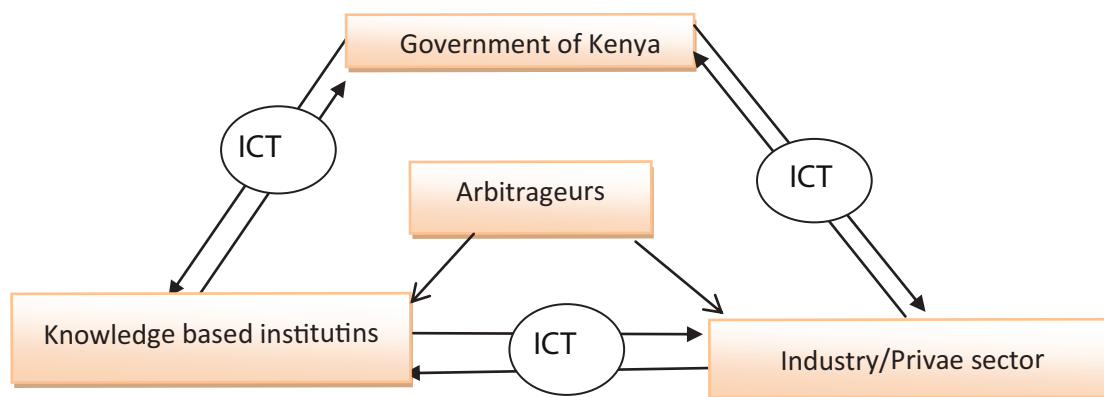 Government of Kenya
ICT
ICT
Arbitrageurs
Knowledge based institutins
ICT
Industry/Privae sector